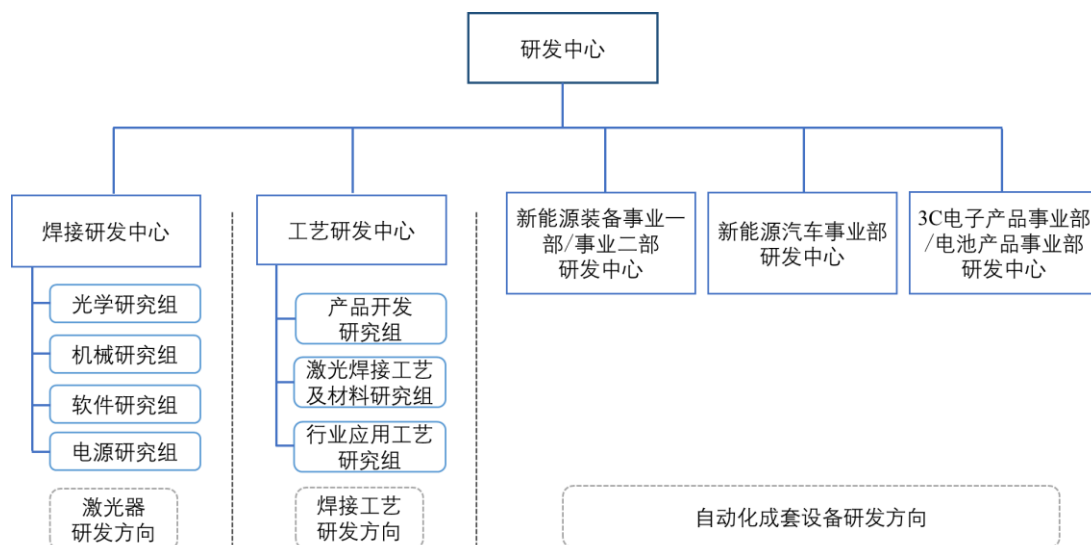 研发中心
焊接研发中心
工艺研发中心
新能源装备事业一
部/事业二部
研发中心
新能源汽车事业部
研发中心
3C电子产品事业部
/电池产品事业部
研发中心
光学研究组
机械研究组
软件研究组
电源研究组
产品开发
研究组
激光焊接工艺
及材料研究组
行业应用工艺
研究组
激光器
研发方向
焊接工艺
研发方向
自动化成套设备研发方向